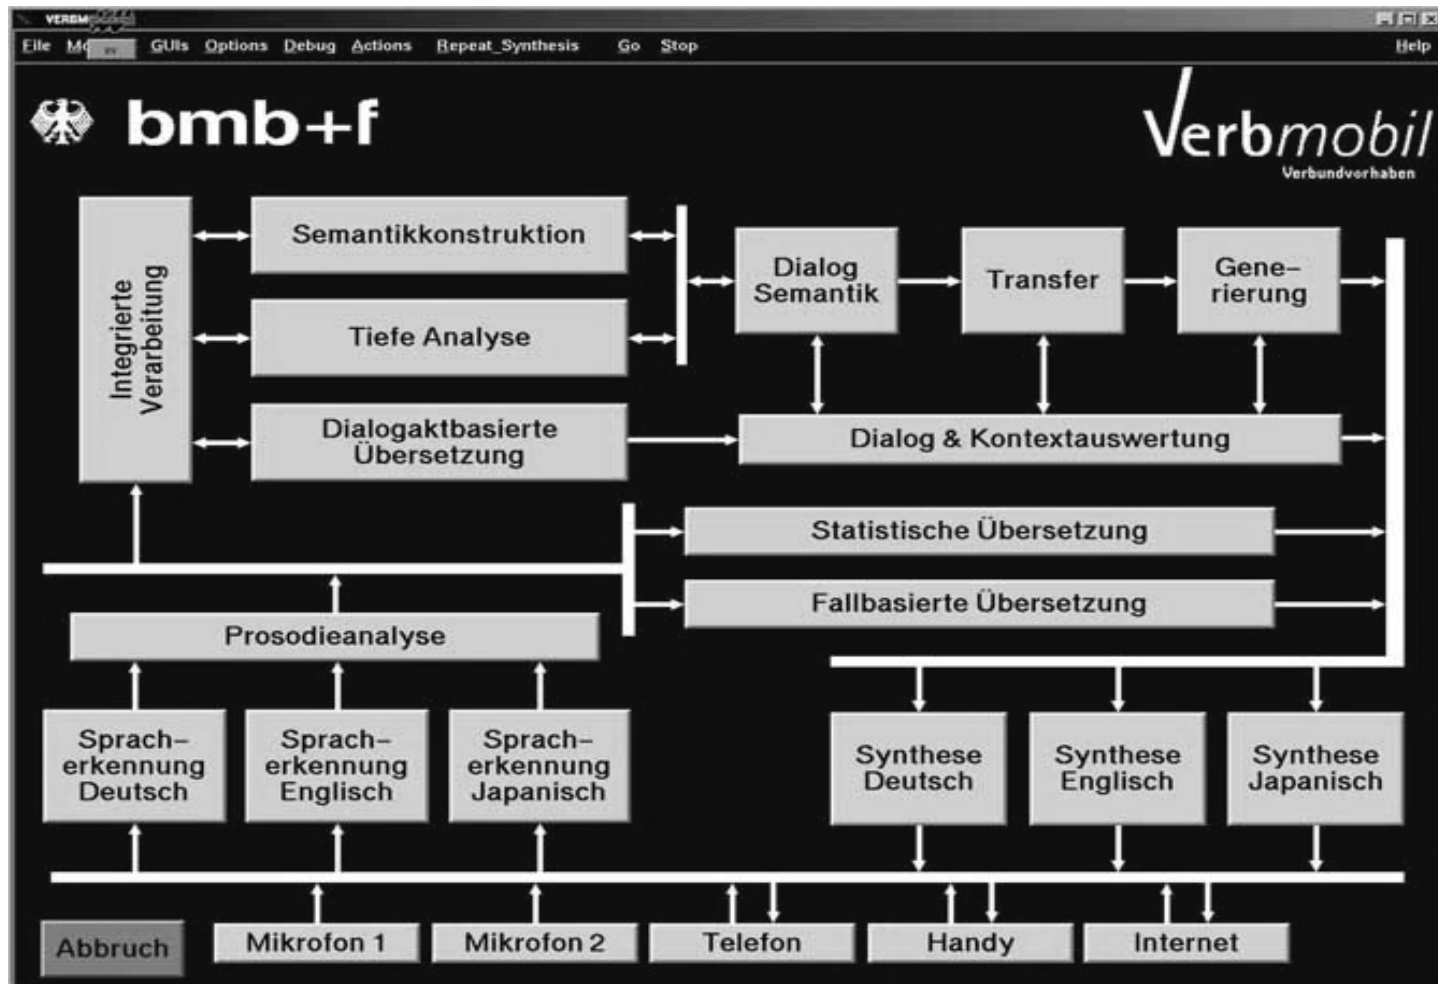 File GUIs Options Debug Actions Repeat_Synthesis Go Stop Help
bmb+f
Verbmobil
Verbundvorhaben
Integrierte
Verarbeitung
Semantikkonstruktion
Tiefe Analyse
Dialogaktbasierte
Übersetzung
Dialog
Semantik
Transfer
Gene-
rierung
Dialog & Kontextauswertung
Statistische Übersetzung
Fallbasierte Übersetzung
Prosodieanalyse
Sprach-
erkennung
Deutsch
Sprach-
erkennung
Englisch
Sprach-
erkennung
Japanisch
Synthese
Deutsch
Synthese
Englisch
Synthese
Japanisch
Abbruch
Mikrofon 1
Mikrofon 2
Telefon
Handy
Internet